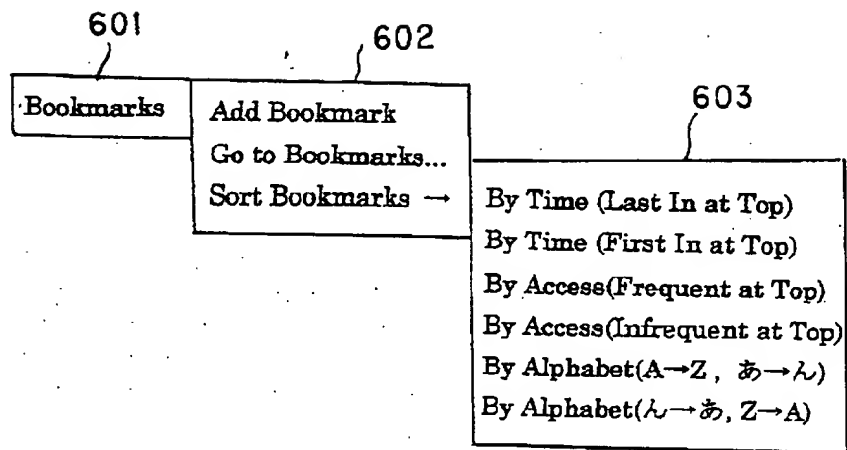 601
602
603
Bookmarks
Add Bookmark
Go to Bookmarks...
Sort Bookmarks →
By Time (Last In at Top)
By Time (First In at Top)
By Access(Frequent at Top)
By Access(Infrequent at Top)
By Alphabet(A→Z , あ→ん)
By Alphabet(ん→あ, Z→A)